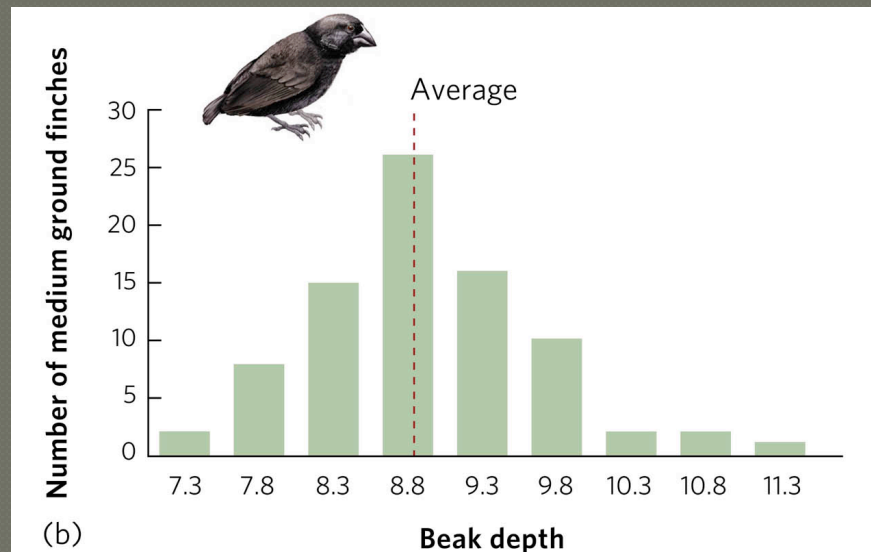 Number of medium ground finches
Average
30
25
20
15
10
5
0
7.3 7.8 8.3 8.8 9.3 9.8 10.3 10.8 11.3
(b)
Beak depth